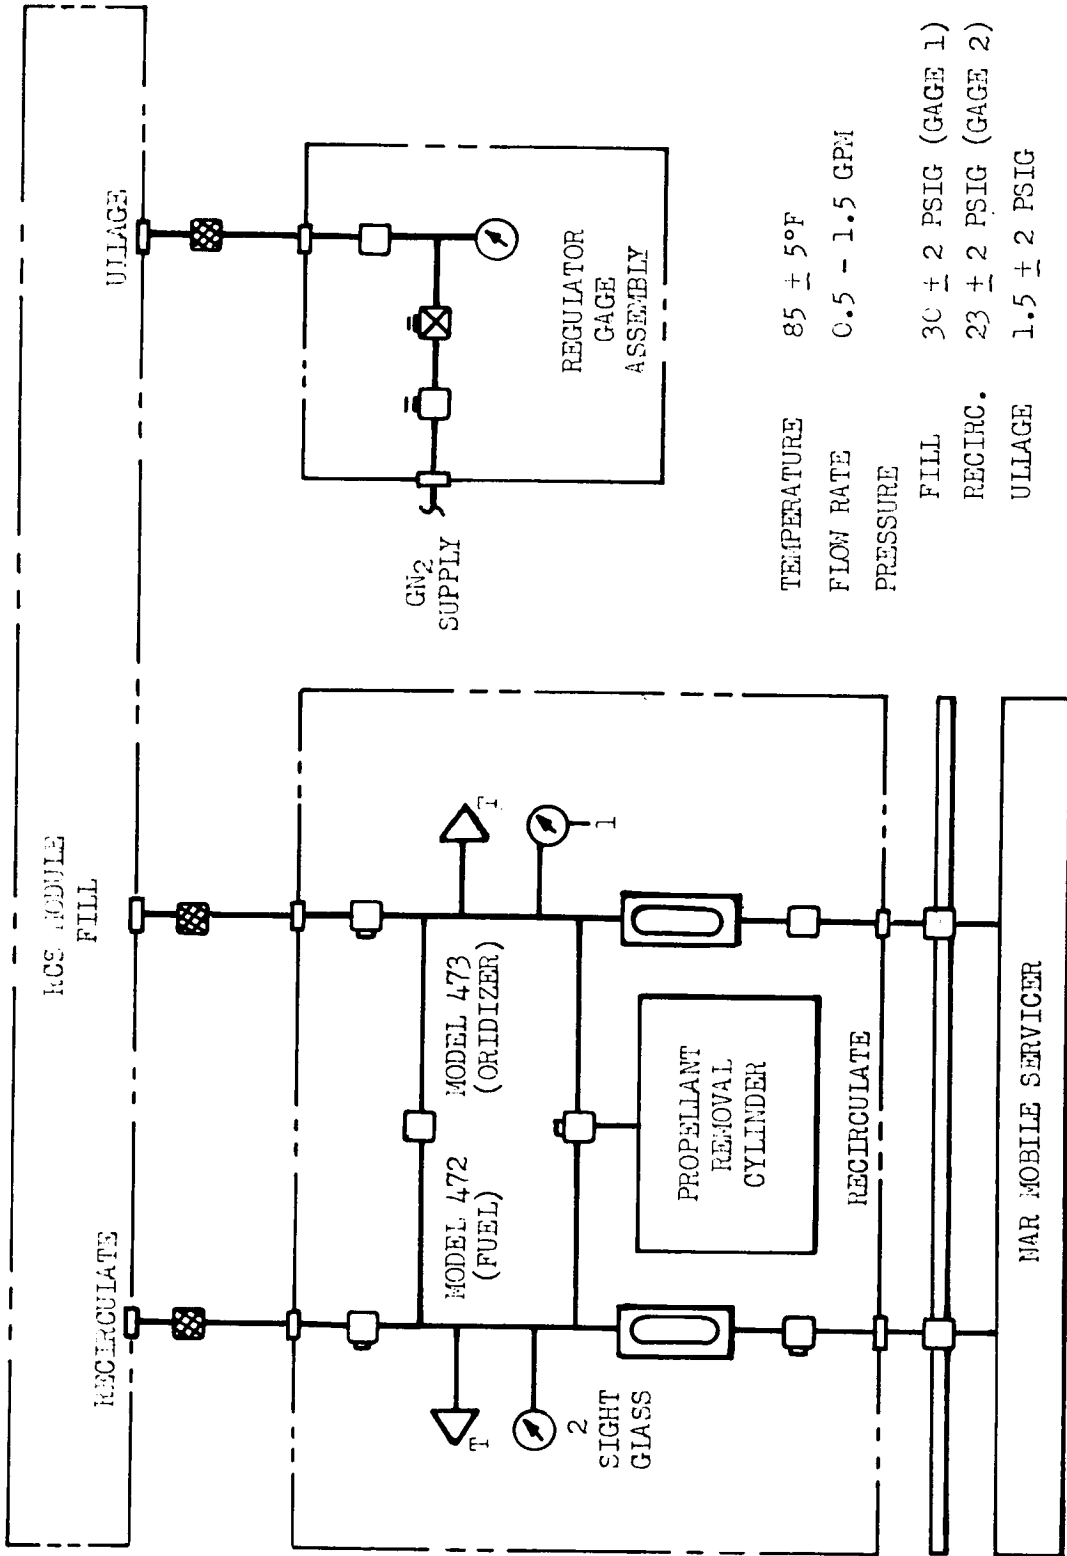 RCS MODULE
RECIRCULATE
FILL
ULLAGE
MODEL 472
(FUEL)
MODEL 473
(ORIDIZER)
T
T
2
1
SIGHT
GLASS
PROPELLANT
REMOVAL
CYLINDER
RECIRCULATE
NAR MOBILE SERVICER
GN2
SUPPLY
REGULATOR
GAGE
ASSEMBLY
TEMPERATURE 85 ± 5°F
FLOW RATE 0.5 - 1.5 GPM
PRESSURE
FILL 30 ± 2 PSIG (GAGE 1)
RECIRC. 23 ± 2 PSIG (GAGE 2)
ULLAGE 1.5 ± 2 PSIG